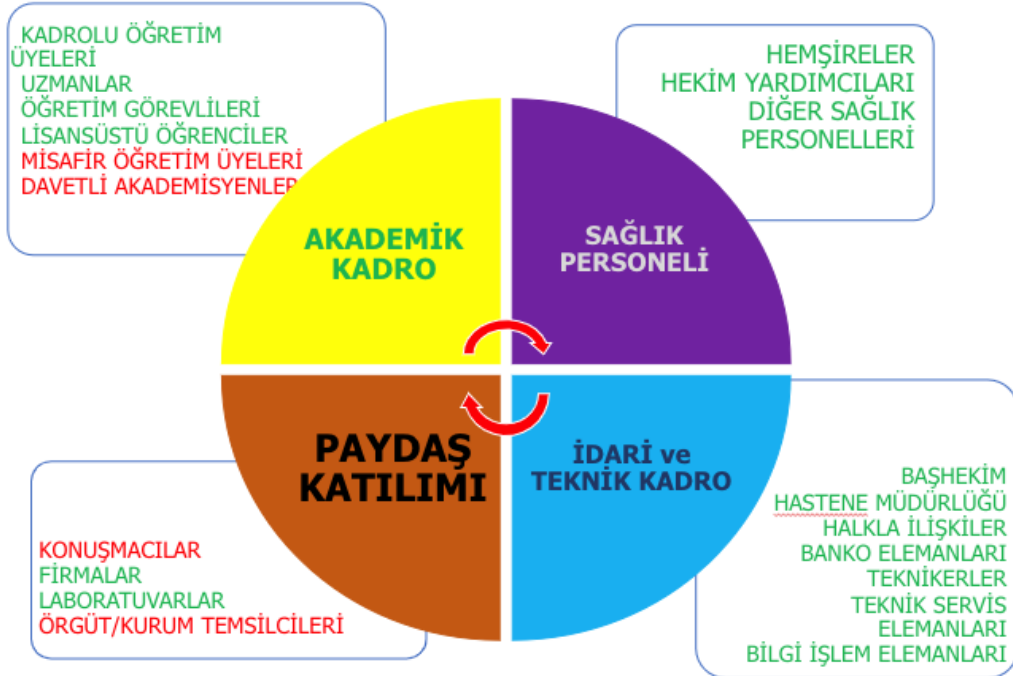 KADROLU ÖĞRETİM
ÜYELERİ
UZMANLAR
ÖĞRETİM GÖREVLİLERİ
LİSANSÜSTÜ ÖĞRENCİLER
MİSAFİR ÖĞRETİM ÜYELERİ
DAVETLİ AKADEMİSYENLER
HEMŞİRELER
HEKİM YARDIMCILARI
DİĞER SAĞLIK
PERSONELLERİ
AKADEMİK
KADRO
SAĞLIK
PERSONELİ
PAYDAŞ
KATILIMI
İDARİ ve
TEKNİK KADRO
KONUŞMACILAR
FİRMALAR
LABORATUVARLAR
ÖRGÜT/KURUM TEMSİLCİLERİ
BAŞHEKİM
HASTENE MÜDÜRLÜĞÜ
HALKLA İLİŞKİLER
BANKO ELEMANLARI
TEKNİKERLER
TEKNİK SERVİS
ELEMANLARI
BİLGİ İŞLEM ELEMANLARI